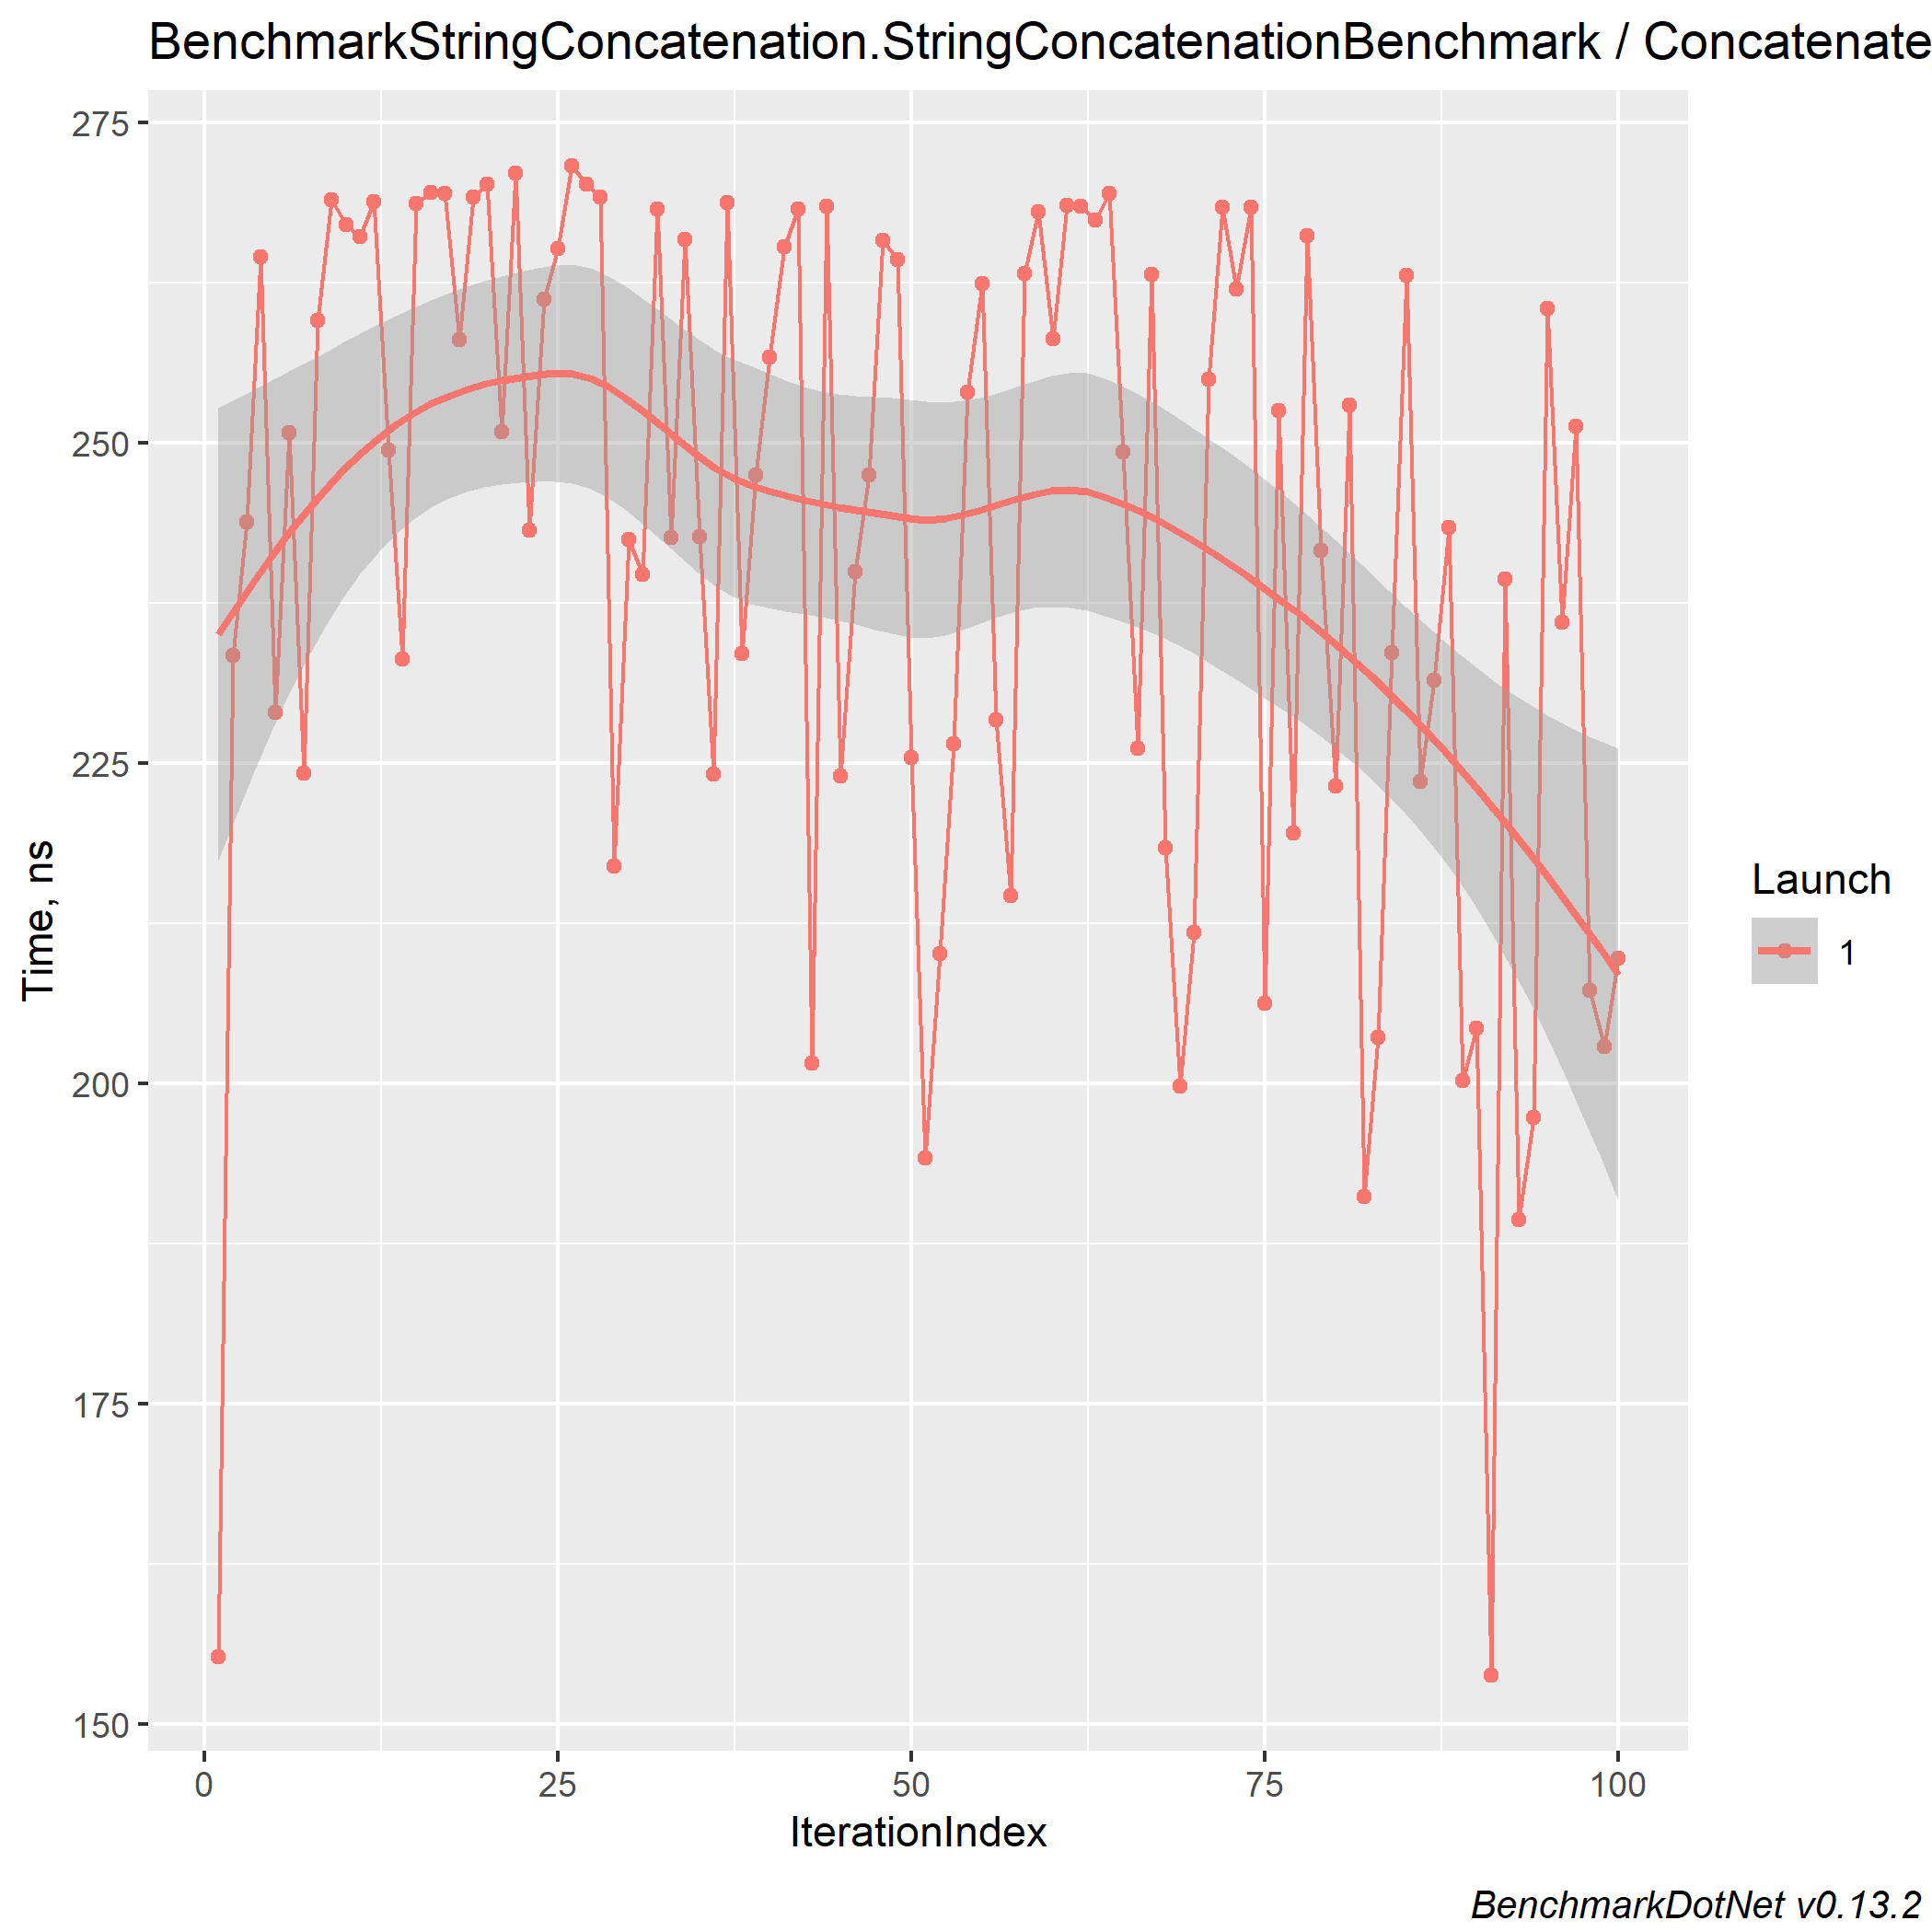 BenchmarkStringConcatenation.StringConcatenationBenchmark / Concatenate
275
250
225
200
175
150
Time, ns
0 25 50 75 100
IterationIndex
Launch
1
BenchmarkDotNet v0.13.2